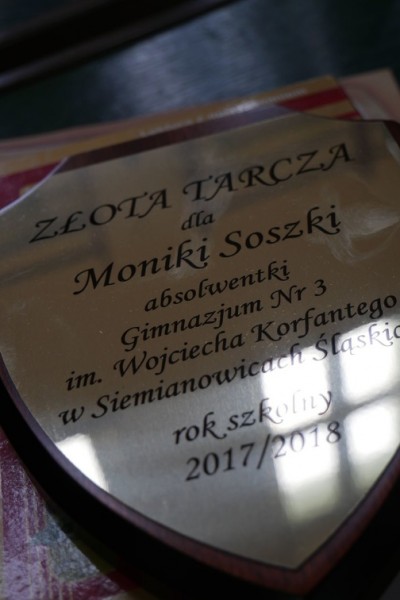 ZŁOTA TARCZA
dla
Moniki Soszki
absolwentki
Gimnazjum Nr 3
im. Wojciecha Korfantego
w Siemianowicach Śląskic
rok szkolny
2017/2018